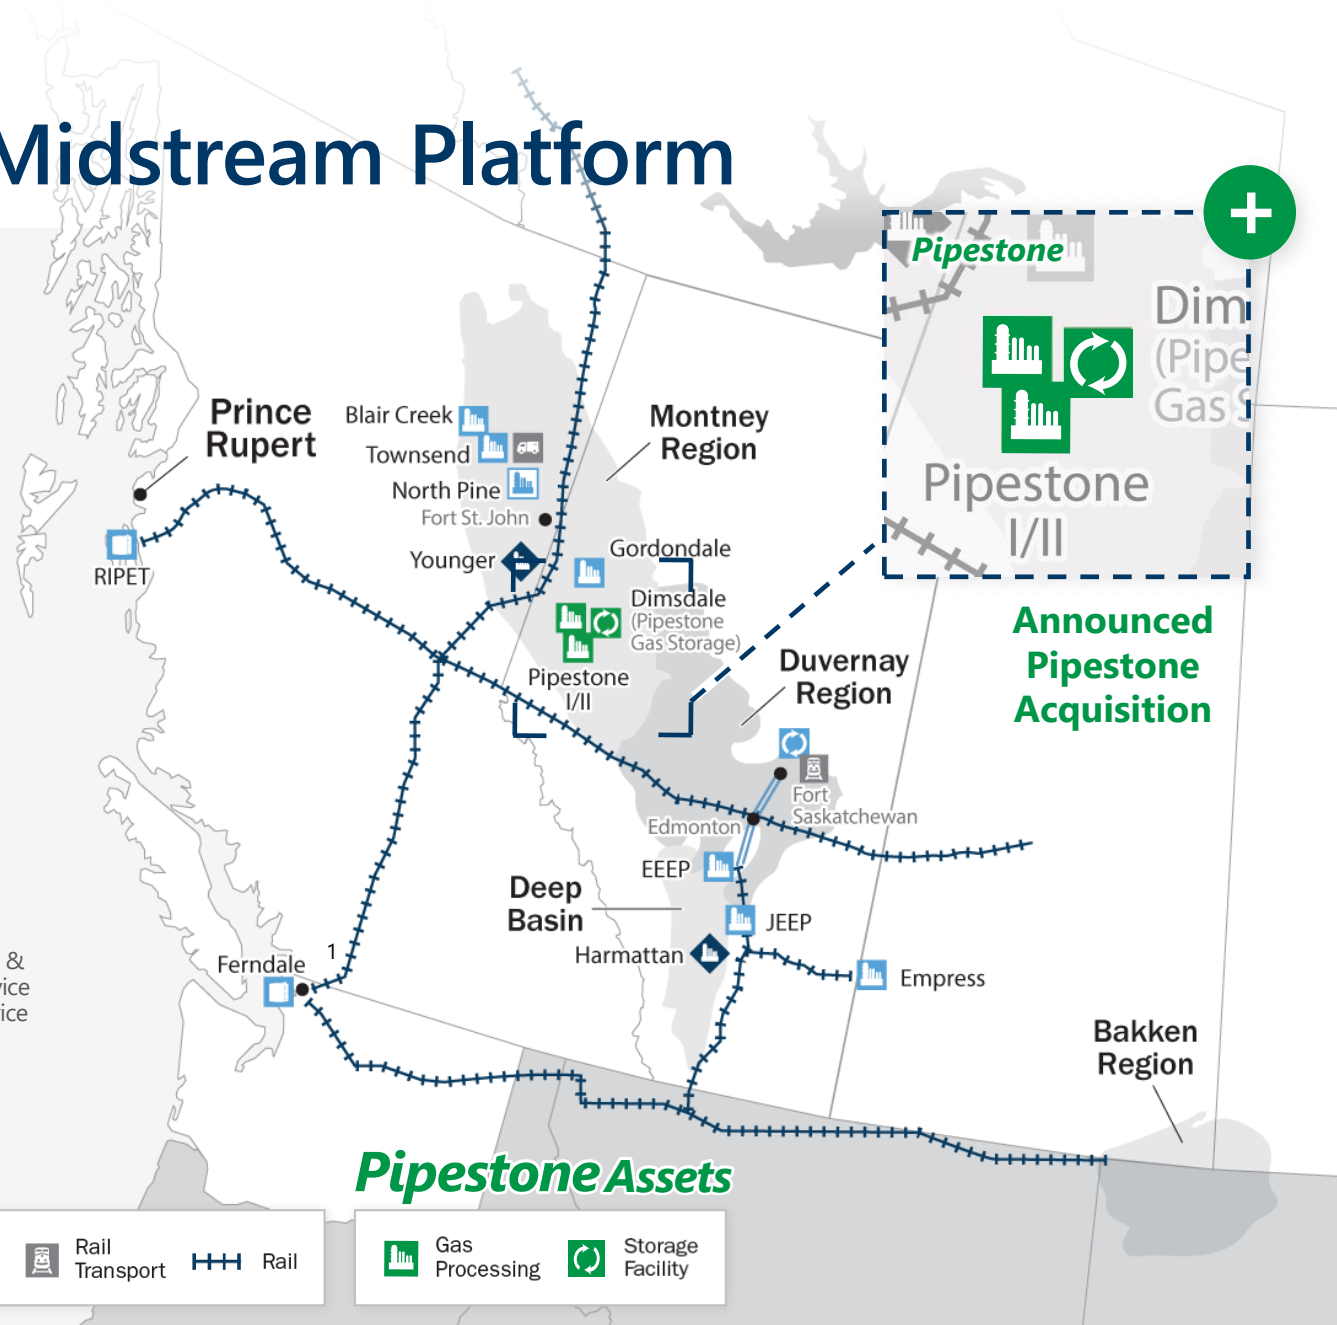 Midstream Platform
+
Pipestone
Dim
(Pipe
Gas S
Pipestone
I/II
Announced
Pipestone
Acquisition
Prince
Rupert
RIPET
Blair Creek
Townsend
North Pine
Fort St. John
Younger
Montney
Region
Gordondale
Dimsdale
(Pipestone
Gas Storage)
Pipestone
I/II
Duvernay
Region
Fort
Saskatchewan
Edmonton
EEEP
Deep
Basin
JEEP
Harmattan
Empress
Ferndale
1
&
vice
ice
Bakken
Region
Pipestone Assets
Rail
Transport
Rail
Gas
Processing
Storage
Facility